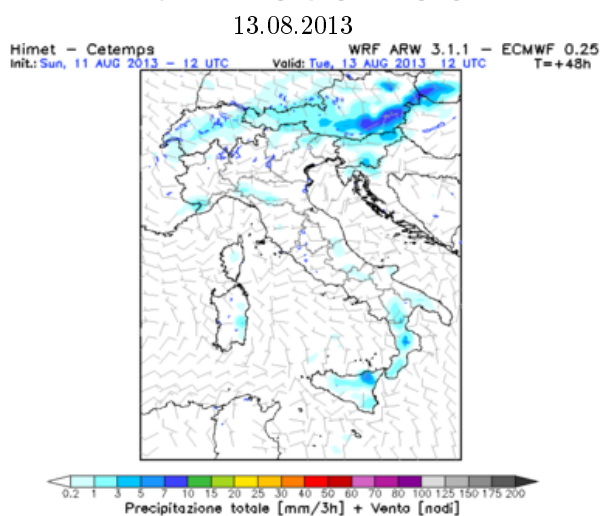 13.08.2013
Himet – Cetemps WRF ARW 3.1.1 – ECMWF 0.25
Init.: Sun, 11 AUG 2013 – 12 UTC Valid: Tue, 13 AUG 2013 12 UTC T=+48h
0.2 1 3 5 7 10 15 20 25 30 40 50 60 70 80 100 125 150 175 200
Precipitazione totale [mm/3h] + Vento [nodi]